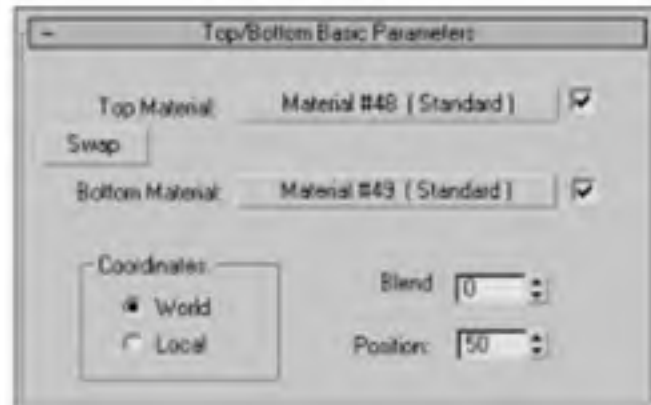 Top/Bottom Basic Parameters
Top Material: Material #48 ( Standard )
Swap
Bottom Material: Material #49 ( Standard )
Coordinates:
World
Local
Blend: 0
Position: 50